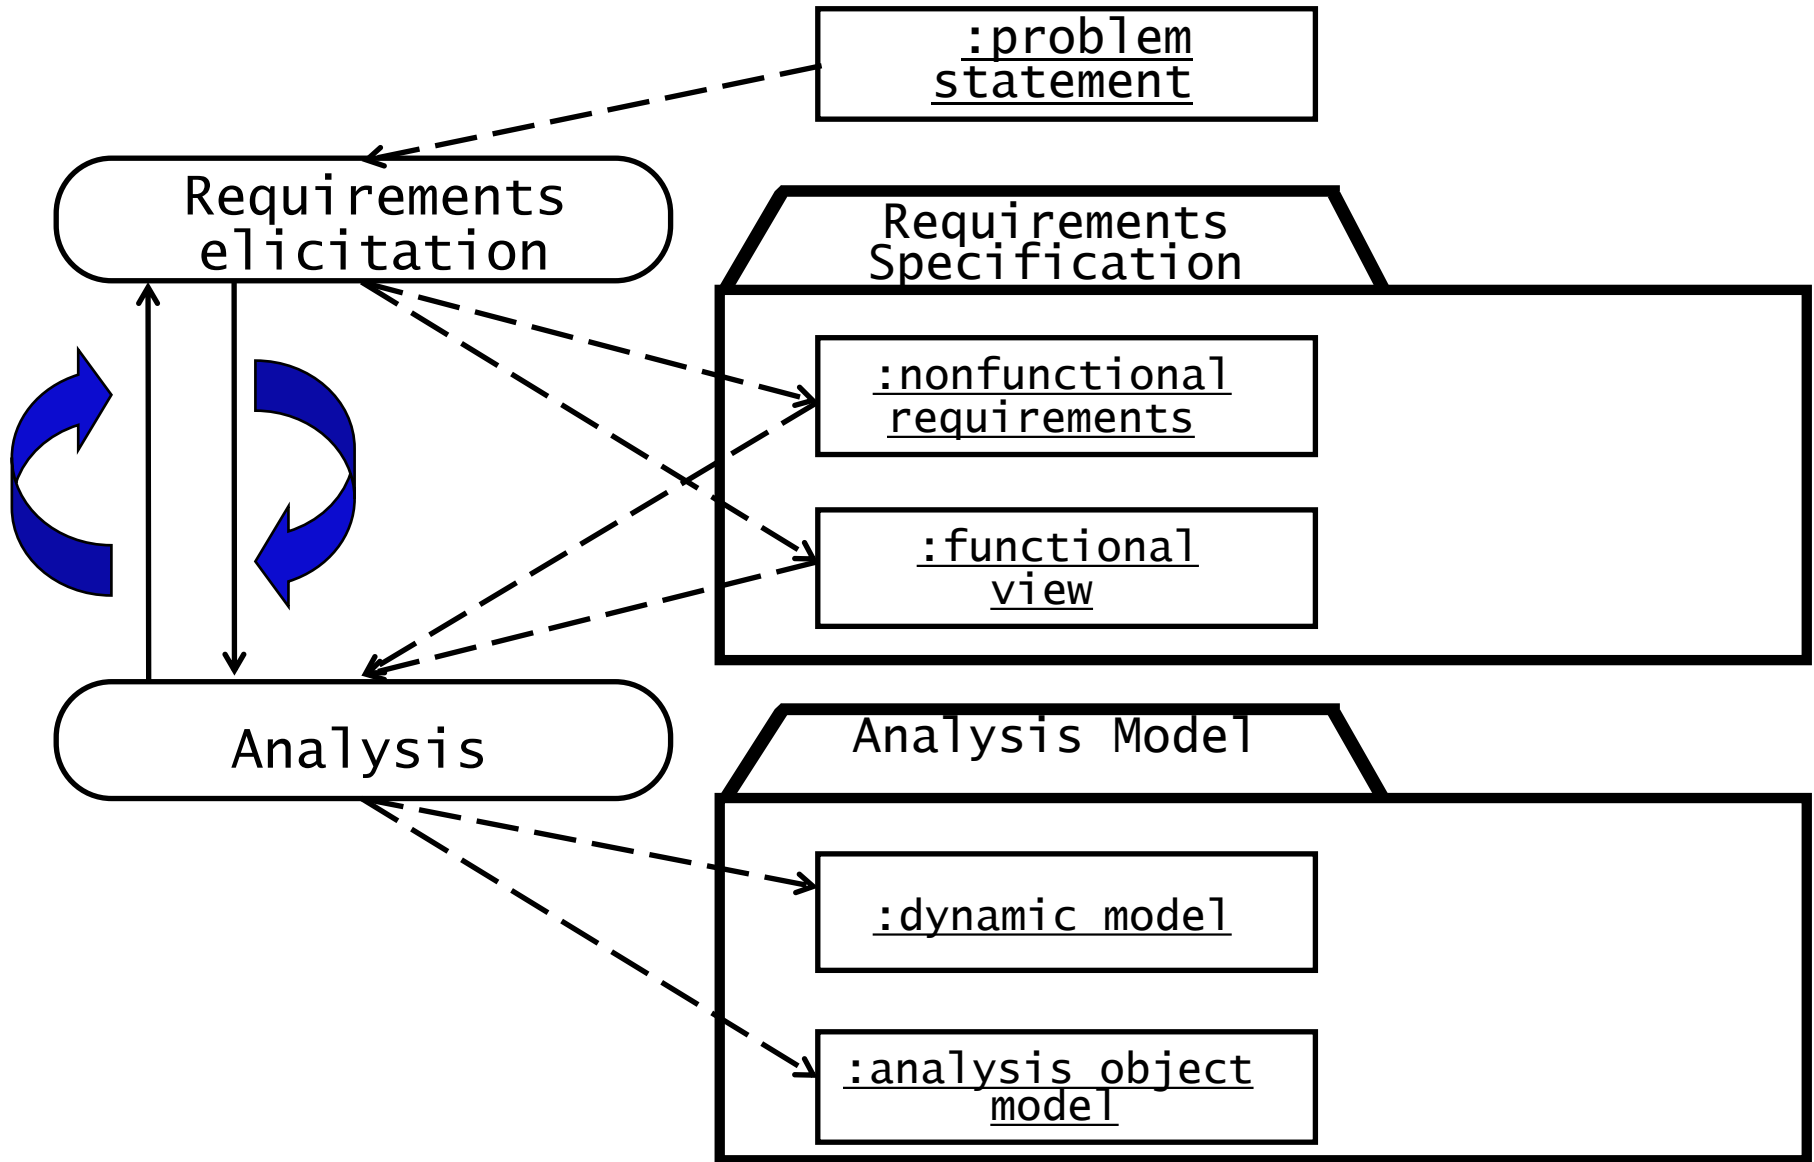 :problem
statement
Requirements
elicitation
Requirements
Specification
:nonfunctional
requirements
:functional
view
Analysis
Analysis Model
:dynamic model
:analysis object
model